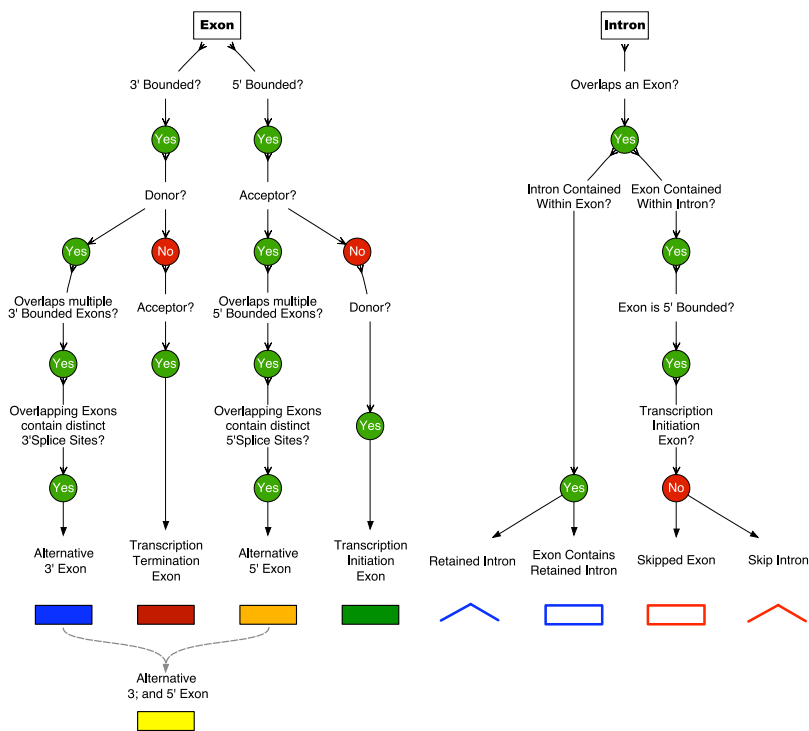 Exon
Intron
3' Bounded?
5' Bounded?
Overlaps an Exon?
Yes
Yes
Yes
Donor?
Acceptor?
Intron Contained
Within Exon?
Exon Contained
Within Intron?
Yes
No
Yes
No
Yes
Overlaps multiple
3' Bounded Exons?
Acceptor?
Overlaps multiple
5' Bounded Exons?
Donor?
Exon is 5' Bounded?
Yes
Yes
Yes
Yes
Overlapping Exons
contain distinct
3'Splice Sites?
Overlapping Exons
contain distinct
5'Splice Sites?
Yes
Transcription
Initiation
Exon?
Yes
Yes
Yes
No
Alternative
3' Exon
Transcription
Termination
Exon
Alternative
5' Exon
Transcription
Initiation
Exon
Retained Intron
Exon Contains
Retained Intron
Skipped Exon
Skip Intron
Alternative
3; and 5' Exon